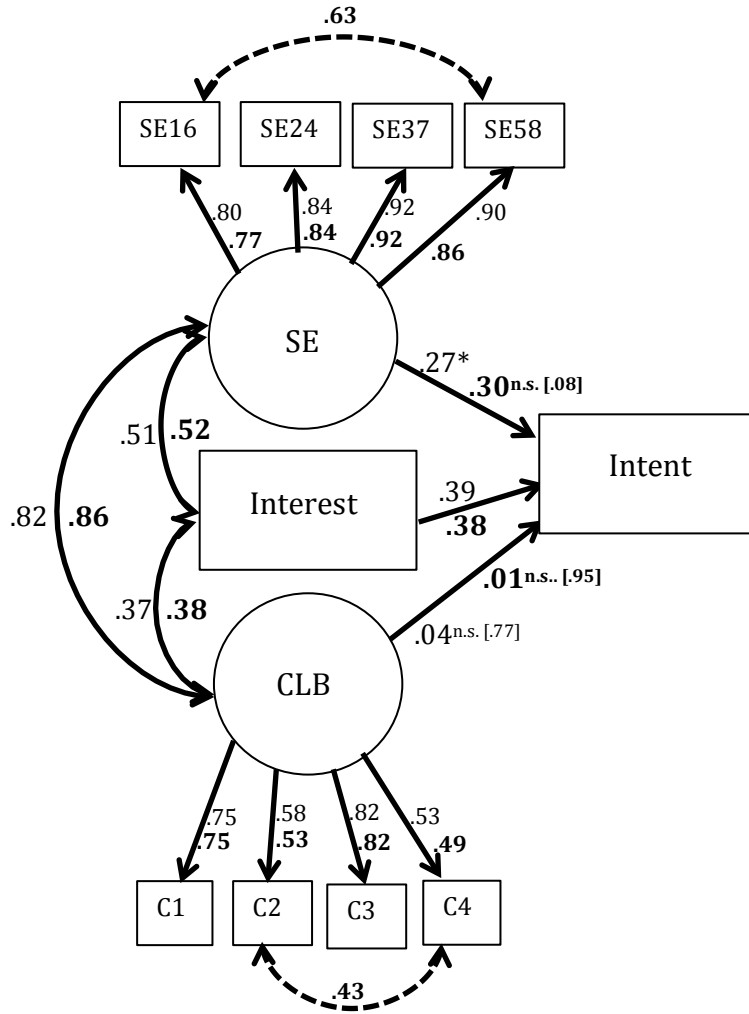 .63
SE16 SE24 SE37 SE58
.80 .84 .92 .90
.77 .84 .92 .86
SE
.27*
.30n.s. [.08]
.51 .52
Interest
Intent
.39
.38
.82 .86
.01n.s.. [.95]
.37 .38
.04n.s. [.77]
CLB
.75 .58 .82 .53
.75 .53 .82 .49
C1 C2 C3 C4
.43